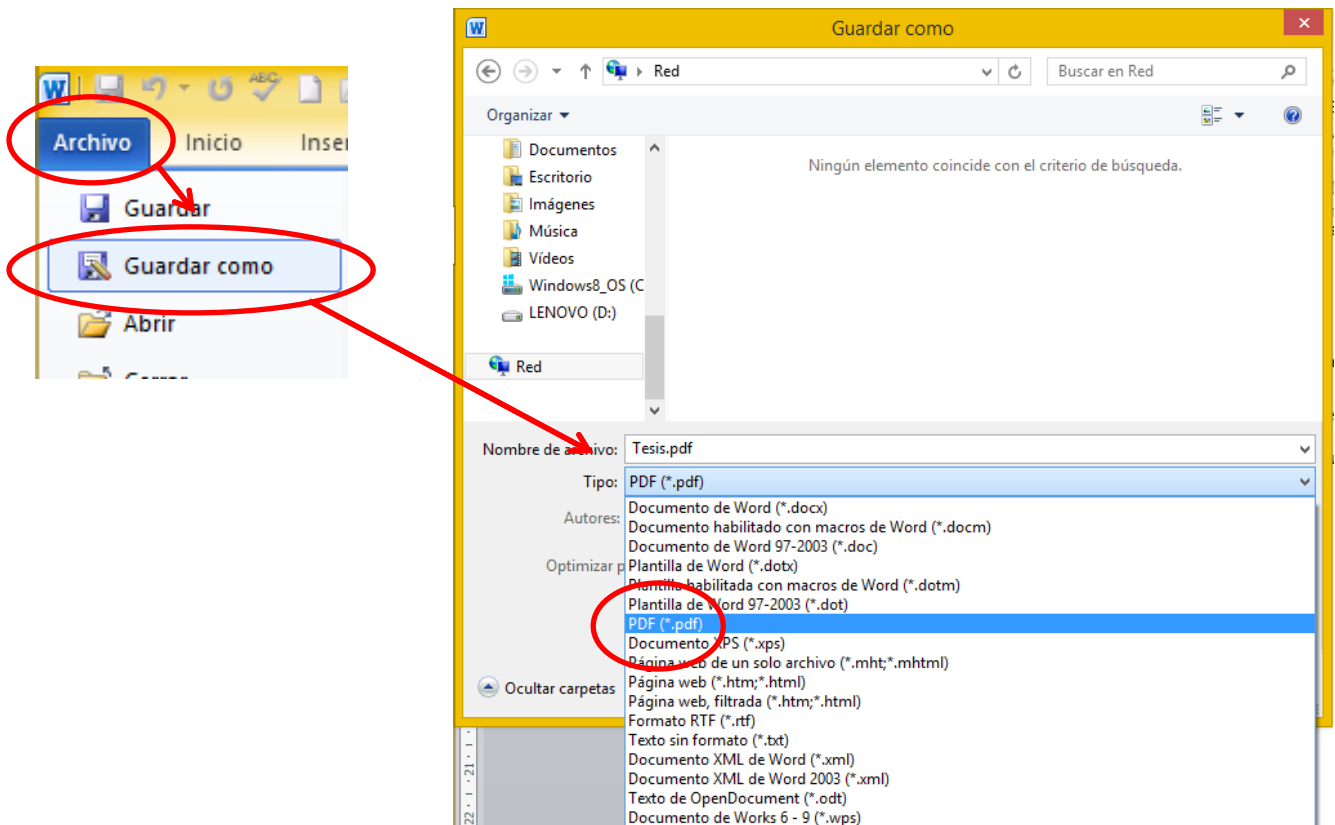 W
ABC
Archivo Inicio Inser
Guardar
Guardar como
Abrir
Cerrar
W Guardar como
Red Buscar en Red
Organizar
Documentos
Escritorio
Imágenes
Música
Vídeos
Windows8_OS (C
LENOVO (D:)
Red
Ningún elemento coincide con el criterio de búsqueda.
Nombre de archivo: Tesis.pdf
Tipo: PDF (*.pdf)
Autores:
Optimizar p
Documento de Word (*.docx)
Documento habilitado con macros de Word (*.docm)
Documento de Word 97-2003 (*.doc)
Plantilla de Word (*.dotx)
Plantilla habilitada con macros de Word (*.dotm)
Plantilla de Word 97-2003 (*.dot)
PDF (*.pdf)
Documento XPS (*.xps)
Página web de un solo archivo (*.mht;*.mhtml)
Página web (*.htm;*.html)
Página web, filtrada (*.htm;*.html)
Formato RTF (*.rtf)
Texto sin formato (*.txt)
Documento XML de Word (*.xml)
Documento XML de Word 2003 (*.xml)
Texto de OpenDocument (*.odt)
Documento de Works 6 - 9 (*.wps)
Ocultar carpetas
21
22